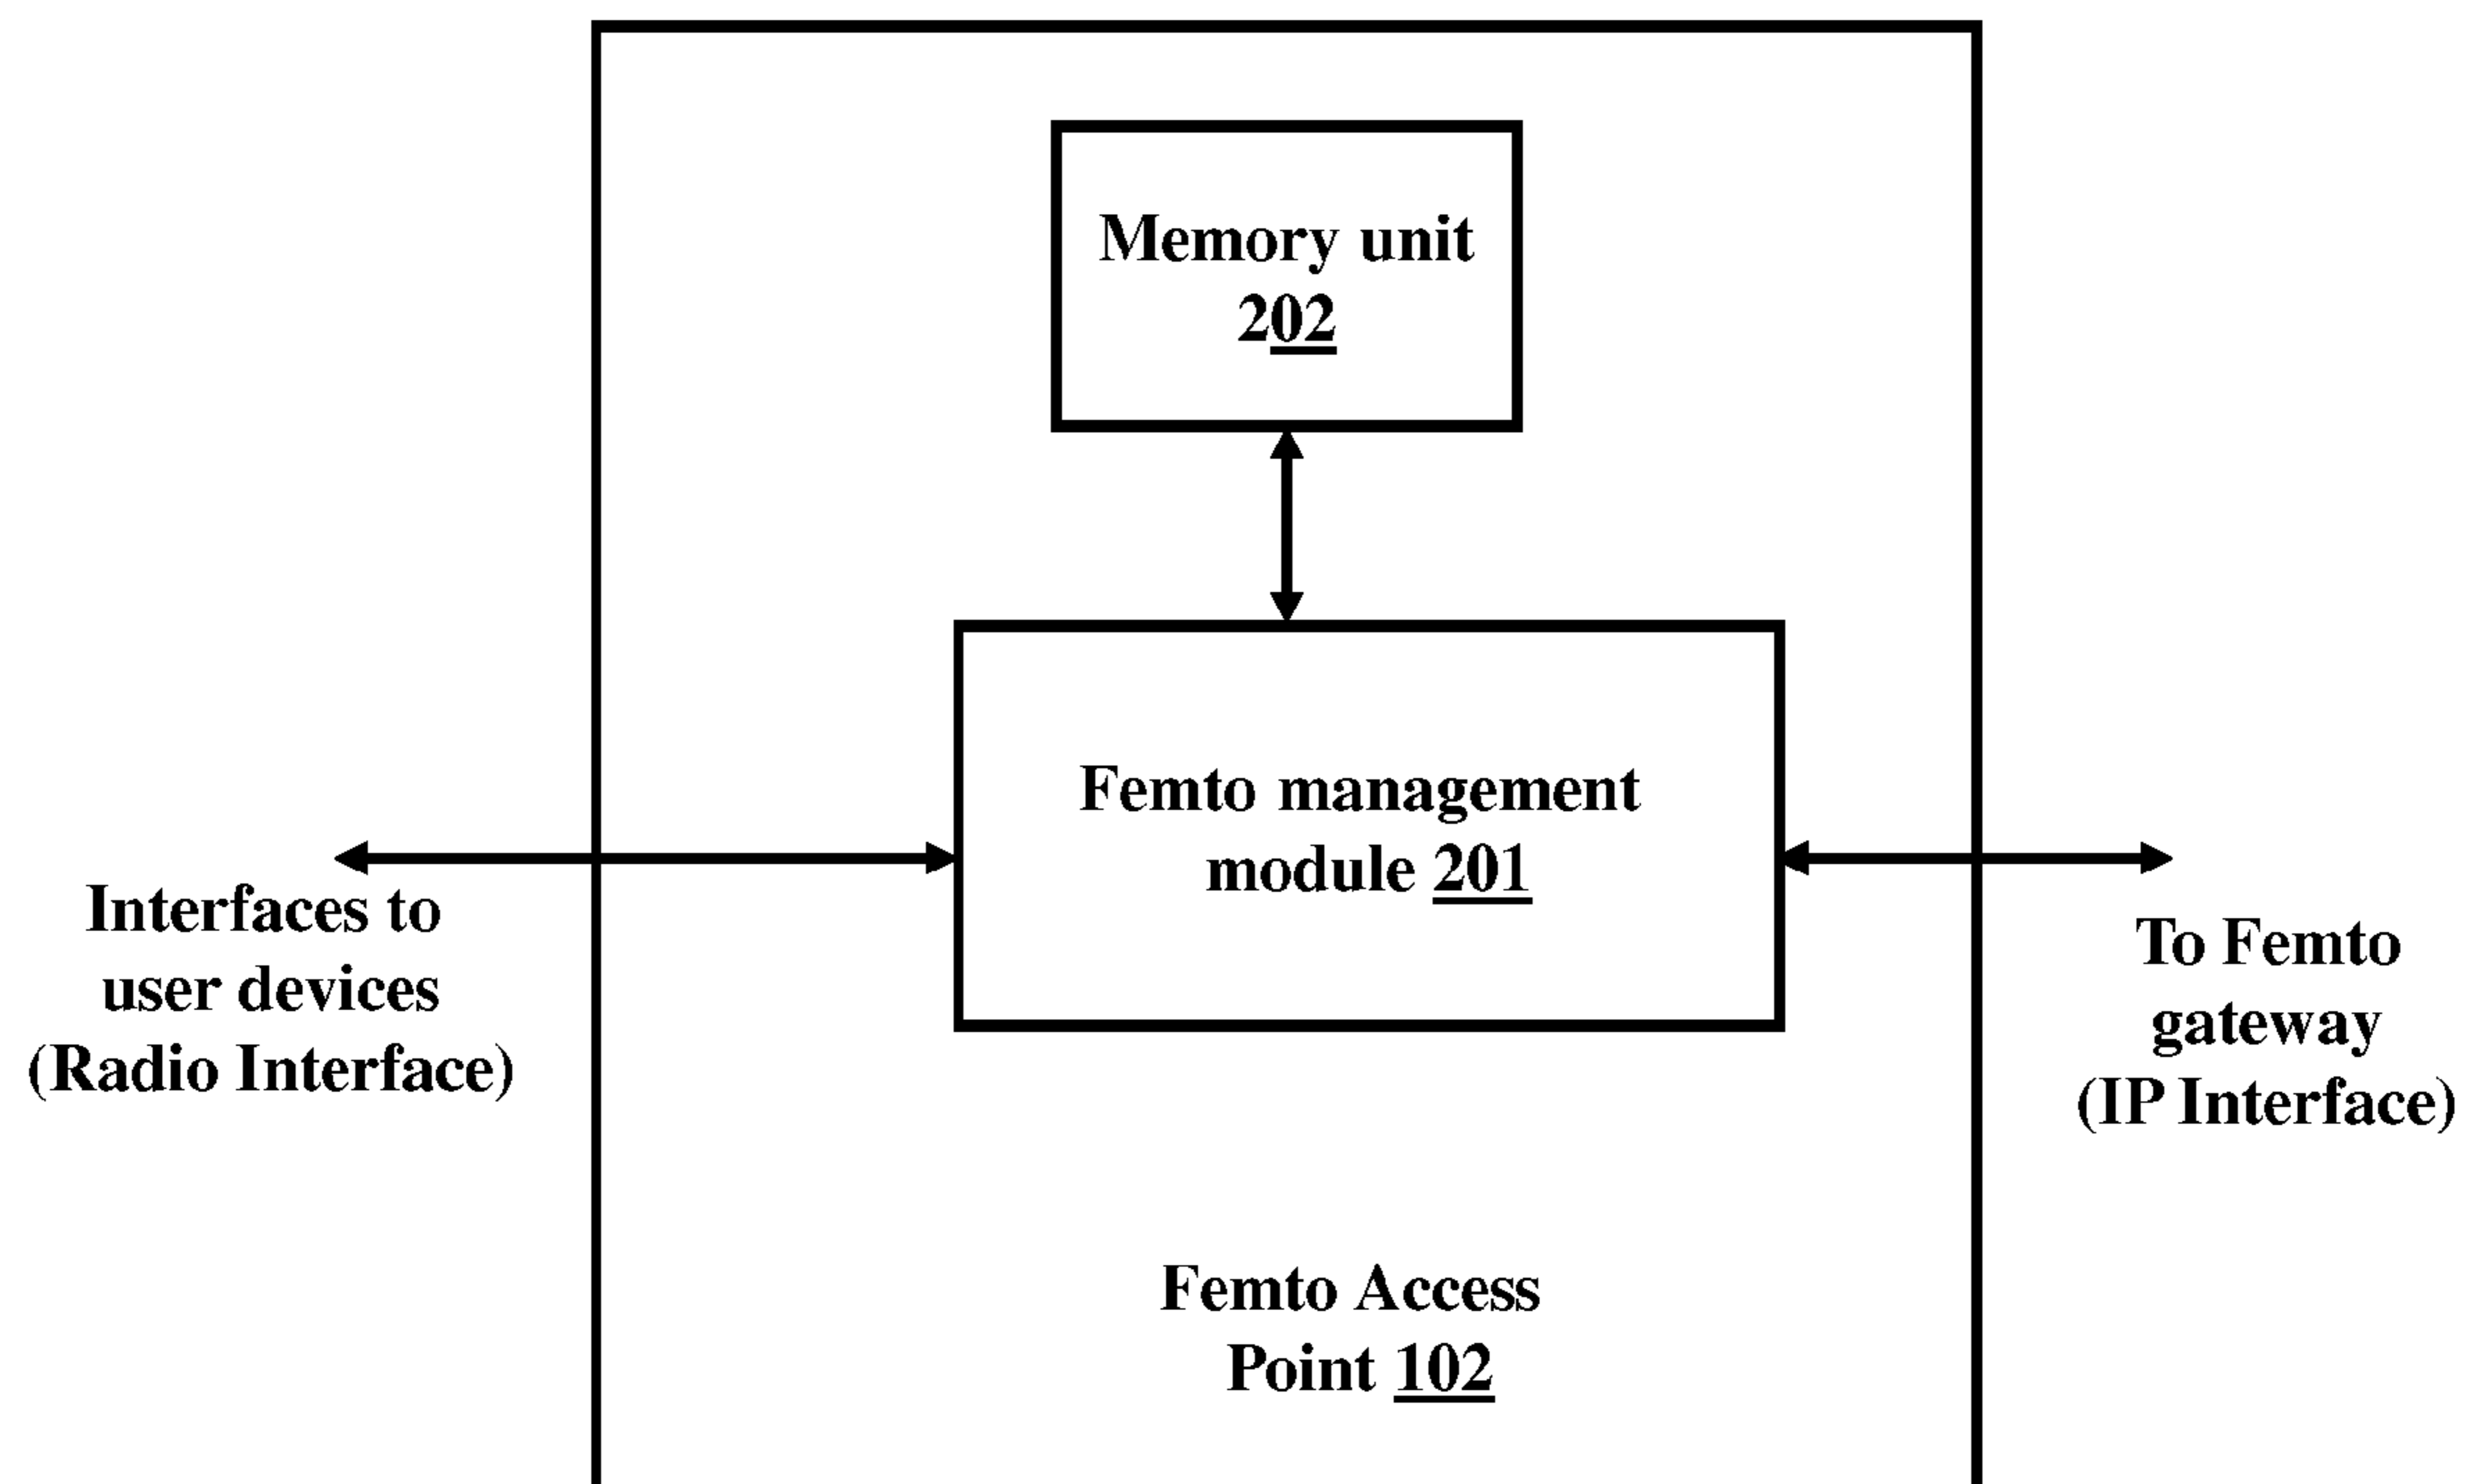 Memory unit
202
Femto management
module 201
Interfaces to
user devices
(Radio Interface)
To Femto
gateway
(IP Interface)
Femto Access
Point 102